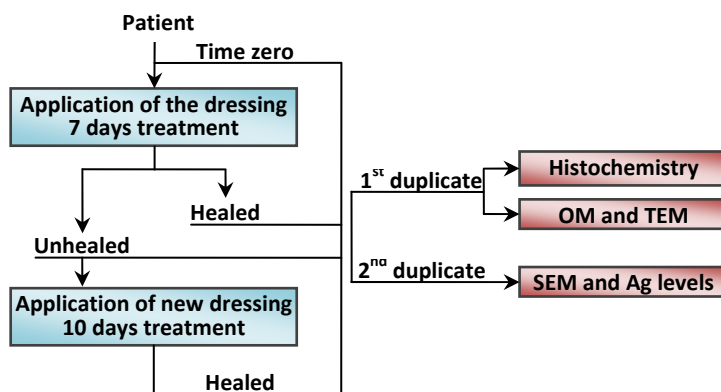 Patient
Time zero
Application of the dressing
7 days treatment
Healed
Unhealed
Application of new dressing
10 days treatment
Healed
1st duplicate
Histochemistry
OM and TEM
2nd duplicate
SEM and Ag levels